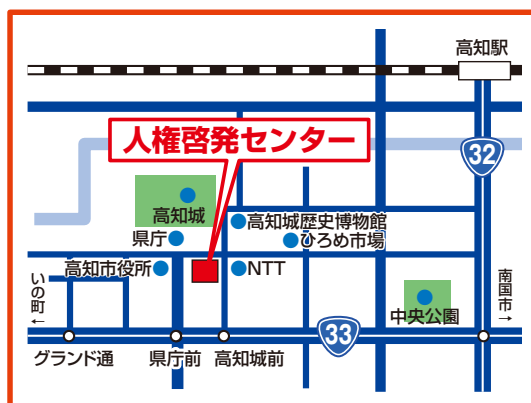 高知駅
人権啓発センター
32
高知城
高知城歴史博物館
県庁
ひろめ市場
高知市役所
NTT
いの町←
南国市→
中央公園
33
グランド通
県庁前
高知城前